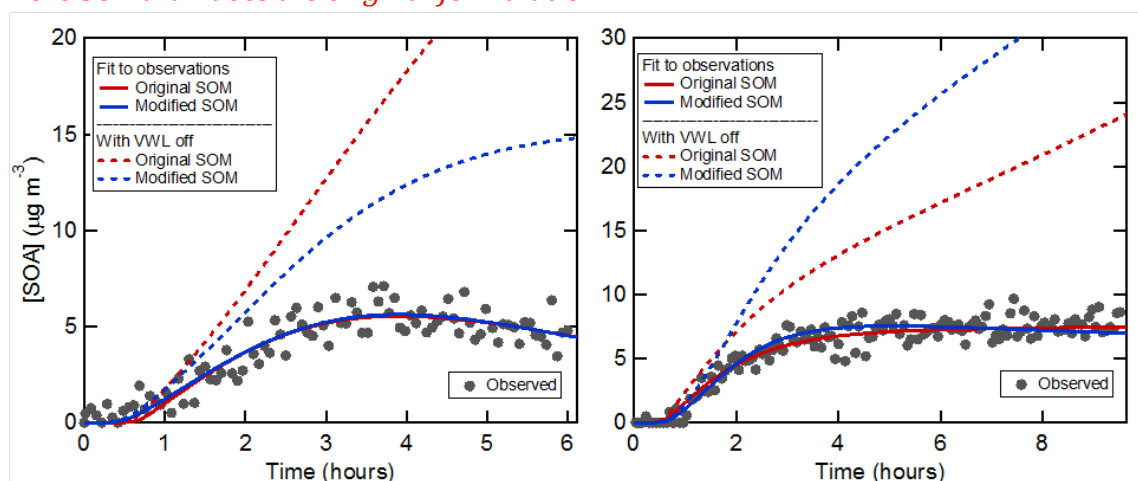 20
15
10
5
0
[SOA] (µg m⁻³)
Fit to observations
Original SOM
Modified SOM
With VWL off
Original SOM
Modified SOM
Observed
0 1 2 3 4 5 6
Time (hours)
30
25
20
15
10
5
0
Fit to observations
Original SOM
Modified SOM
With VWL off
Original SOM
Modified SOM
Observed
0 2 4 6 8
Time (hours)